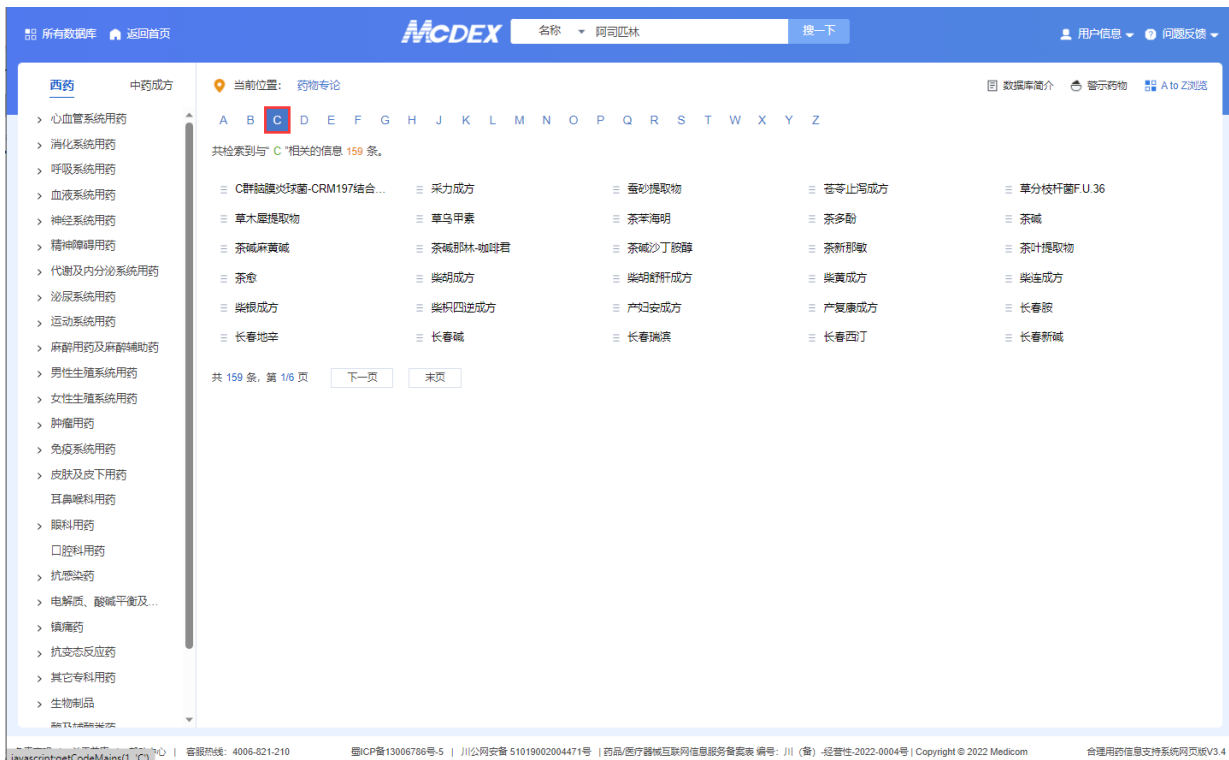 所有数据库 返回首页 MCDEX 名称 阿司匹林 搜一下 用户信息 问题反馈
西药 中药成方
心血管系统用药
消化系统用药
呼吸系统用药
血液系统用药
神经系统用药
精神障碍用药
代谢及内分泌系统用药
泌尿系统用药
运动系统用药
麻醉用药及麻醉辅助药
男性生殖系统用药
女性生殖系统用药
肿瘤用药
免疫系统用药
皮肤及皮下用药
耳鼻喉科用药
眼科用药
口腔科用药
抗感染药
电解质、酸碱平衡及...
镇痛药
抗变态反应药
其它专科用药
生物制品
当前位置: 药物专论 数据库简介 警示药物 A to Z浏览
A B C D E F G H J K L M N O P Q R S T W X Y Z
共检索到与" C "相关的信息 159 条。
C群脑膜炎球菌-CRM197结合... 采力成方 蚕砂提取物 苍苓止泻成方 草分枝杆菌F.U.36
草木犀提取物 草乌甲素 茶苯海明 茶多酚 茶碱
茶碱麻黄碱 茶碱那林-咖啡君 茶碱沙丁胺醇 茶新那敏 茶叶提取物
茶愈 柴胡成方 柴胡舒肝成方 柴黄成方 柴连成方
柴银成方 柴枳四逆成方 产妇安成方 产复康成方 长春胺
长春地辛 长春碱 长春瑞滨 长春西汀 长春新碱
共 159 条, 第 1/6 页 下一页 末页
客服热线: 4006-821-210 蜀ICP备13006786号-5 | 川公网安备 51019002004471号 | 药品/医疗器械互联网信息服务备案表 编号: 川 (备) -经营性-2022-0004号 | Copyright © 2022 Medicom 合理用药信息支持系统网页版V3.4
javascript:getCodeMains(1, 'C')